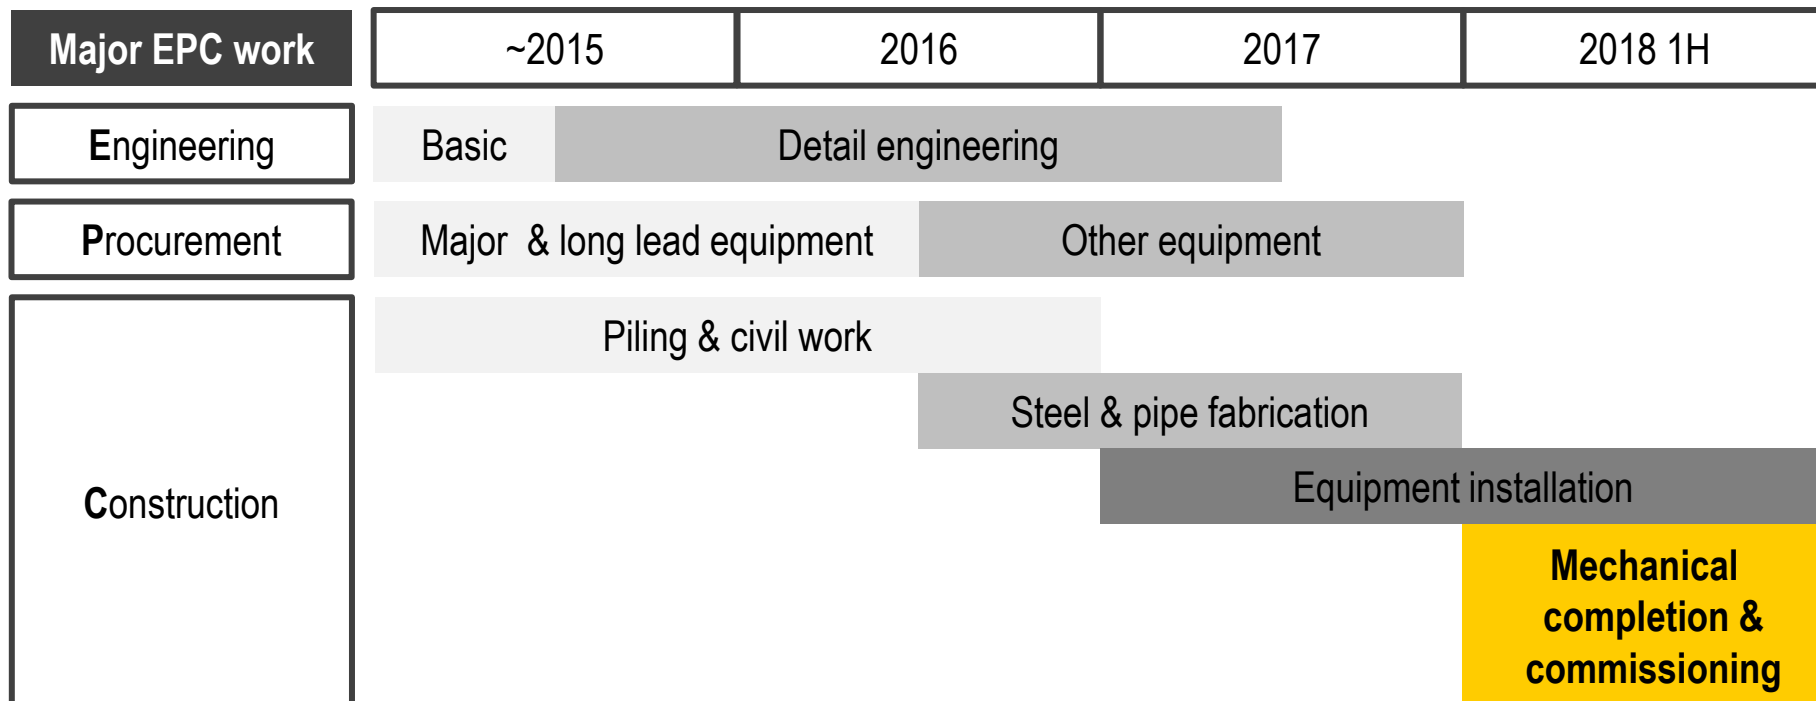 Major EPC work
~2015
2016
2017
2018 1H
Engineering
Basic
Detail engineering
Procurement
Major & long lead equipment
Other equipment
Construction
Piling & civil work
Steel & pipe fabrication
Equipment installation
Mechanical
completion &
commissioning